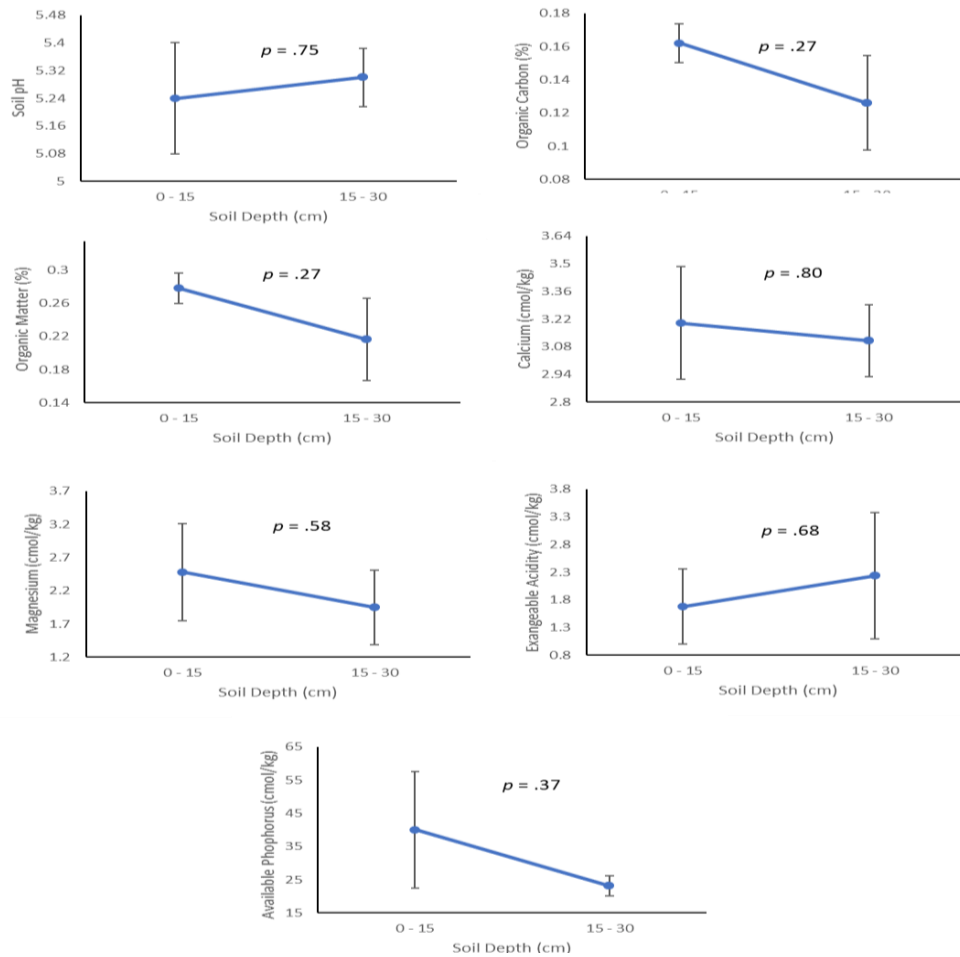 Soil pH
5.48
5.4
5.32
5.24
5.16
5.08
5
p = .75
0 - 15
15 - 30
Soil Depth (cm)
Organic Carbon (%)
0.18
0.16
0.14
0.12
0.1
0.08
p = .27
Organic Matter (%)
0.3
0.26
0.22
0.18
0.14
p = .27
0 - 15
15 - 30
Soil Depth (cm)
Calcium (cmol/kg)
3.64
3.5
3.36
3.22
3.08
2.94
2.8
p = .80
0 - 15
15 - 30
Soil Depth (cm)
Magnesium (cmol/kg)
3.7
3.2
2.7
2.2
1.7
1.2
p = .58
0 - 15
15 - 30
Soil Depth (cm)
Exangeable Acidity (cmol/kg)
3.8
3.3
2.8
2.3
1.8
1.3
0.8
p = .68
0 - 15
15 - 30
Soil Depth (cm)
Available Phophorus (cmol/kg)
65
55
45
35
25
15
p = .37
0 - 15
15 - 30
Soil Depth (cm)